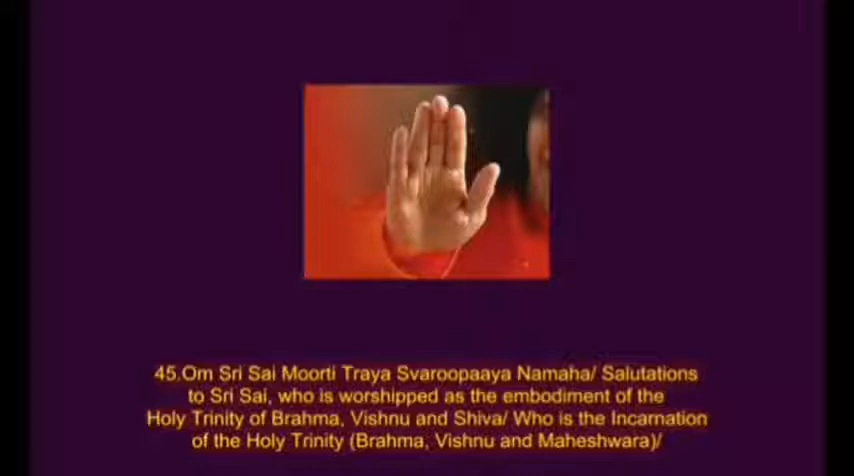 45.Om Sri Sai Moorti Traya Svaroopaaya Namaha/ Salutations
to Sri Sai, who is worshipped as the embodiment of the
Holy Trinity of Brahma, Vishnu and Shiva/ Who is the Incarnation
of the Holy Trinity (Brahma, Vishnu and Maheshwara)/